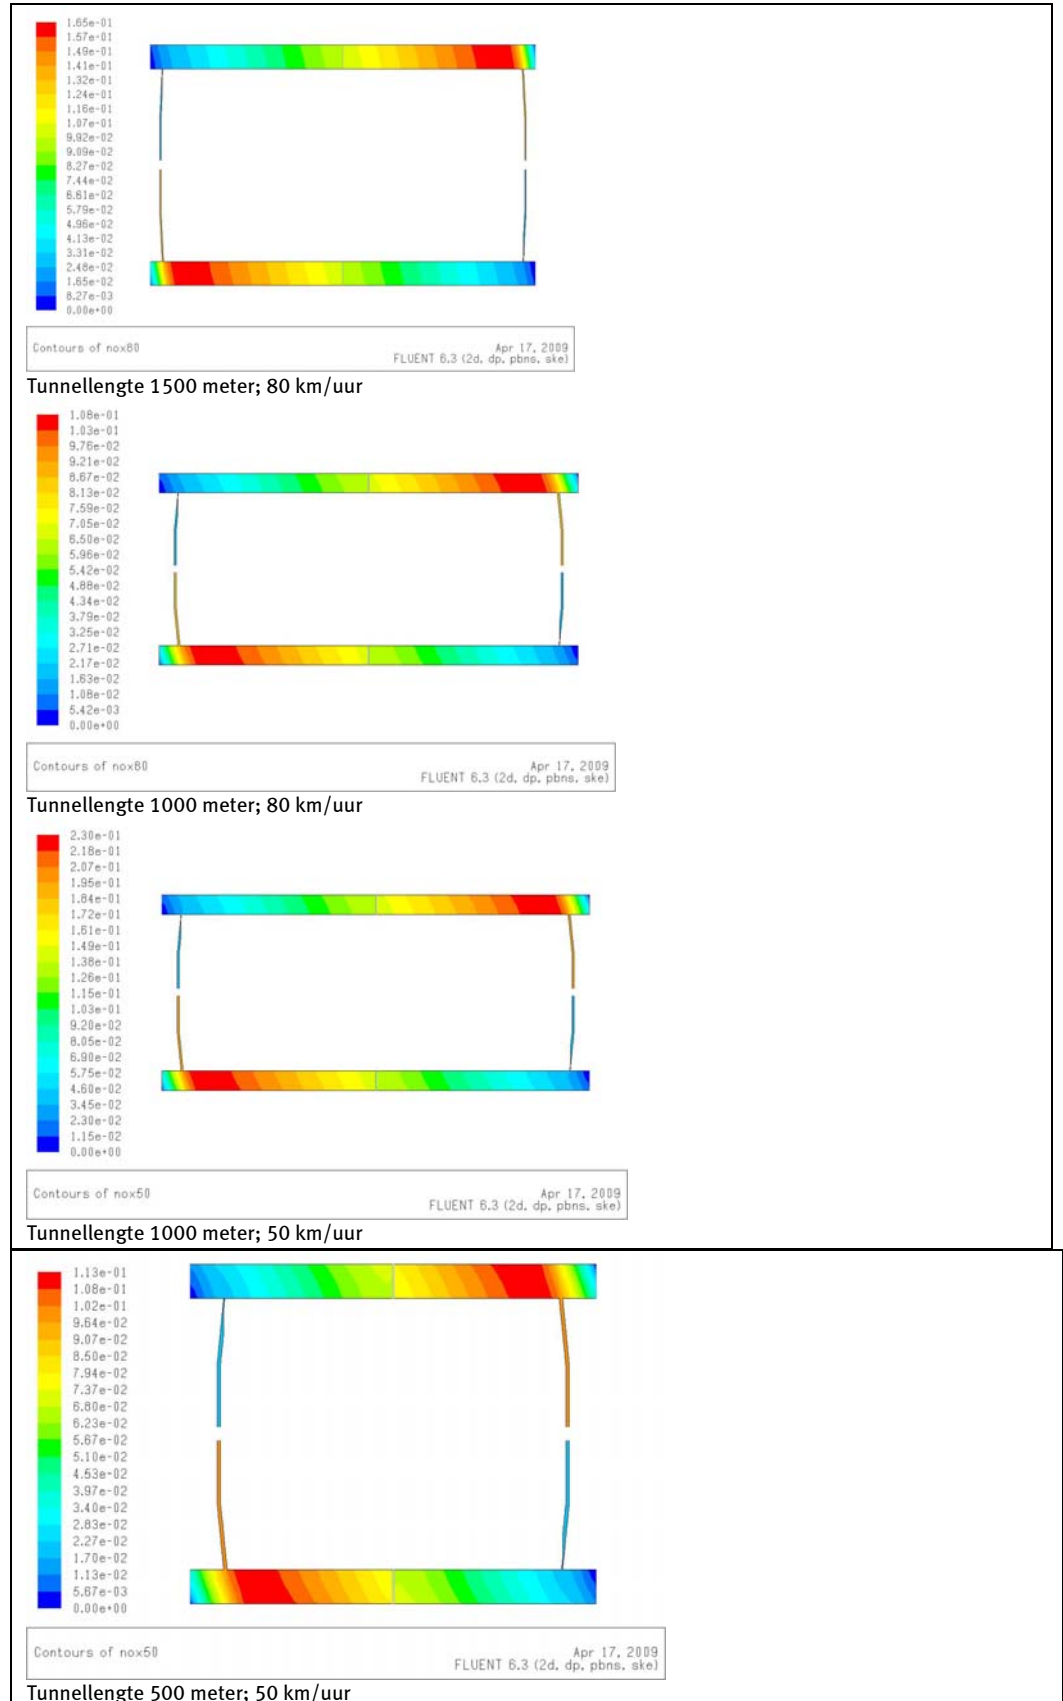 1.65e-01
1.57e-01
1.49e-01
1.41e-01
1.32e-01
1.24e-01
1.16e-01
1.07e-01
9.92e-02
9.09e-02
8.27e-02
7.44e-02
6.61e-02
5.79e-02
4.96e-02
4.13e-02
3.31e-02
2.48e-02
1.65e-02
8.27e-03
0.00e+00
Contours of nox80
Apr 17, 2009
FLUENT 6.3 (2d, dp, pbns, ske)
Tunnellengte 1500 meter; 80 km/uur
1.08e-01
1.03e-01
9.76e-02
9.21e-02
8.67e-02
8.13e-02
7.59e-02
7.05e-02
6.50e-02
5.96e-02
5.42e-02
4.88e-02
4.34e-02
3.79e-02
3.25e-02
2.71e-02
2.17e-02
1.63e-02
1.08e-02
5.42e-03
0.00e+00
Contours of nox80
Apr 17, 2009
FLUENT 6.3 (2d, dp, pbns, ske)
Tunnellengte 1000 meter; 80 km/uur
2.30e-01
2.18e-01
2.07e-01
1.95e-01
1.84e-01
1.72e-01
1.61e-01
1.49e-01
1.38e-01
1.26e-01
1.15e-01
1.03e-01
9.20e-02
8.05e-02
6.90e-02
5.75e-02
4.60e-02
3.45e-02
2.30e-02
1.15e-02
0.00e+00
Contours of nox50
Apr 17, 2009
FLUENT 6.3 (2d, dp, pbns, ske)
Tunnellengte 1000 meter; 50 km/uur
1.13e-01
1.08e-01
1.02e-01
9.64e-02
9.07e-02
8.50e-02
7.94e-02
7.37e-02
6.80e-02
6.23e-02
5.67e-02
5.10e-02
4.53e-02
3.97e-02
3.40e-02
2.83e-02
2.27e-02
1.70e-02
1.13e-02
5.67e-03
0.00e+00
Contours of nox50
Apr 17, 2009
FLUENT 6.3 (2d, dp, pbns, ske)
Tunnellengte 500 meter; 50 km/uur